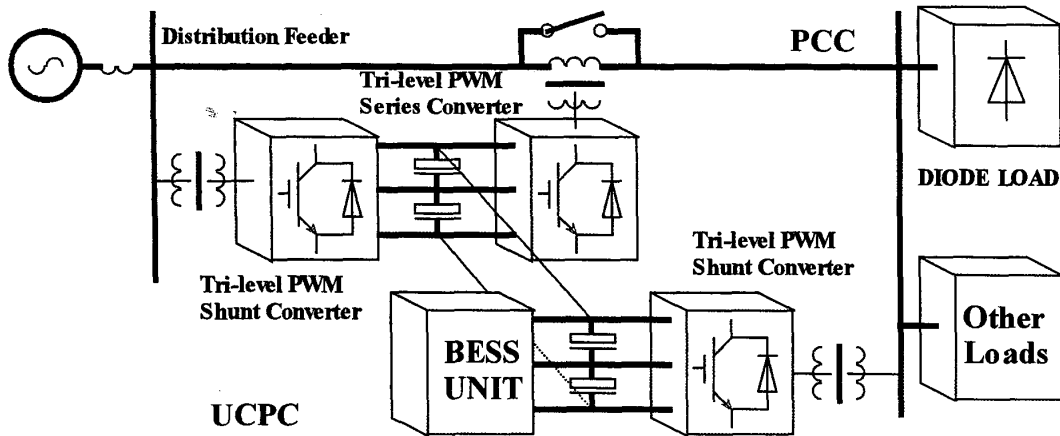 Distribution Feeder
PCC
Tri-level PWM
Series Converter
DIODE LOAD
Tri-level PWM
Shunt Converter
Tri-level PWM
Shunt Converter
BESS
UNIT
Other
Loads
UCPC